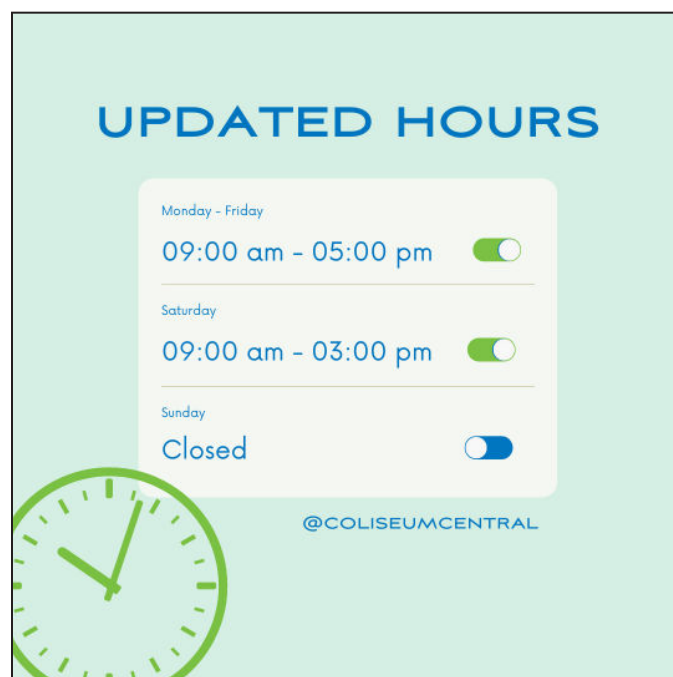 UPDATED HOURS
Monday - Friday
09:00 am - 05:00 pm
Saturday
09:00 am - 03:00 pm
Sunday
Closed
@COLISEUMCENTRAL